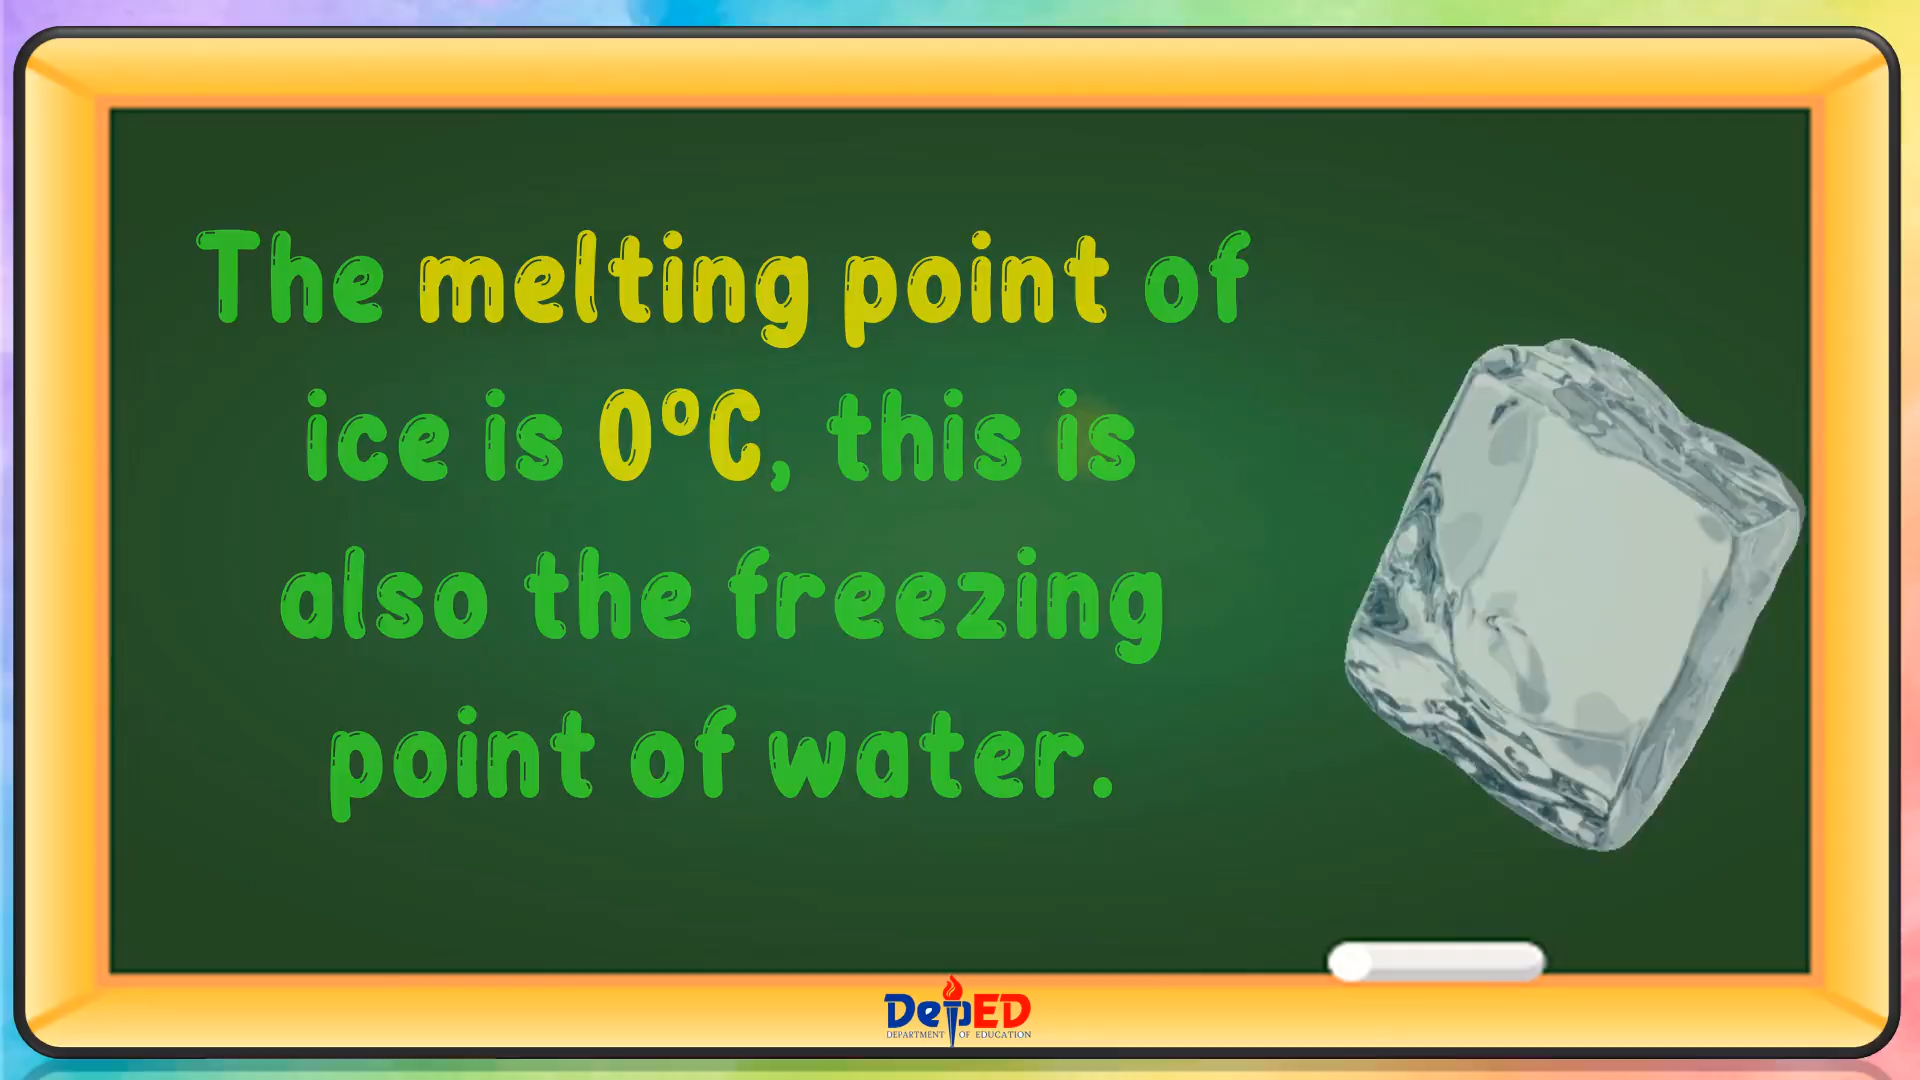 The melting point of
ice is 0°C, this is
also the freezing
point of water.
DepED
DEPARTMENT OF EDUCATION